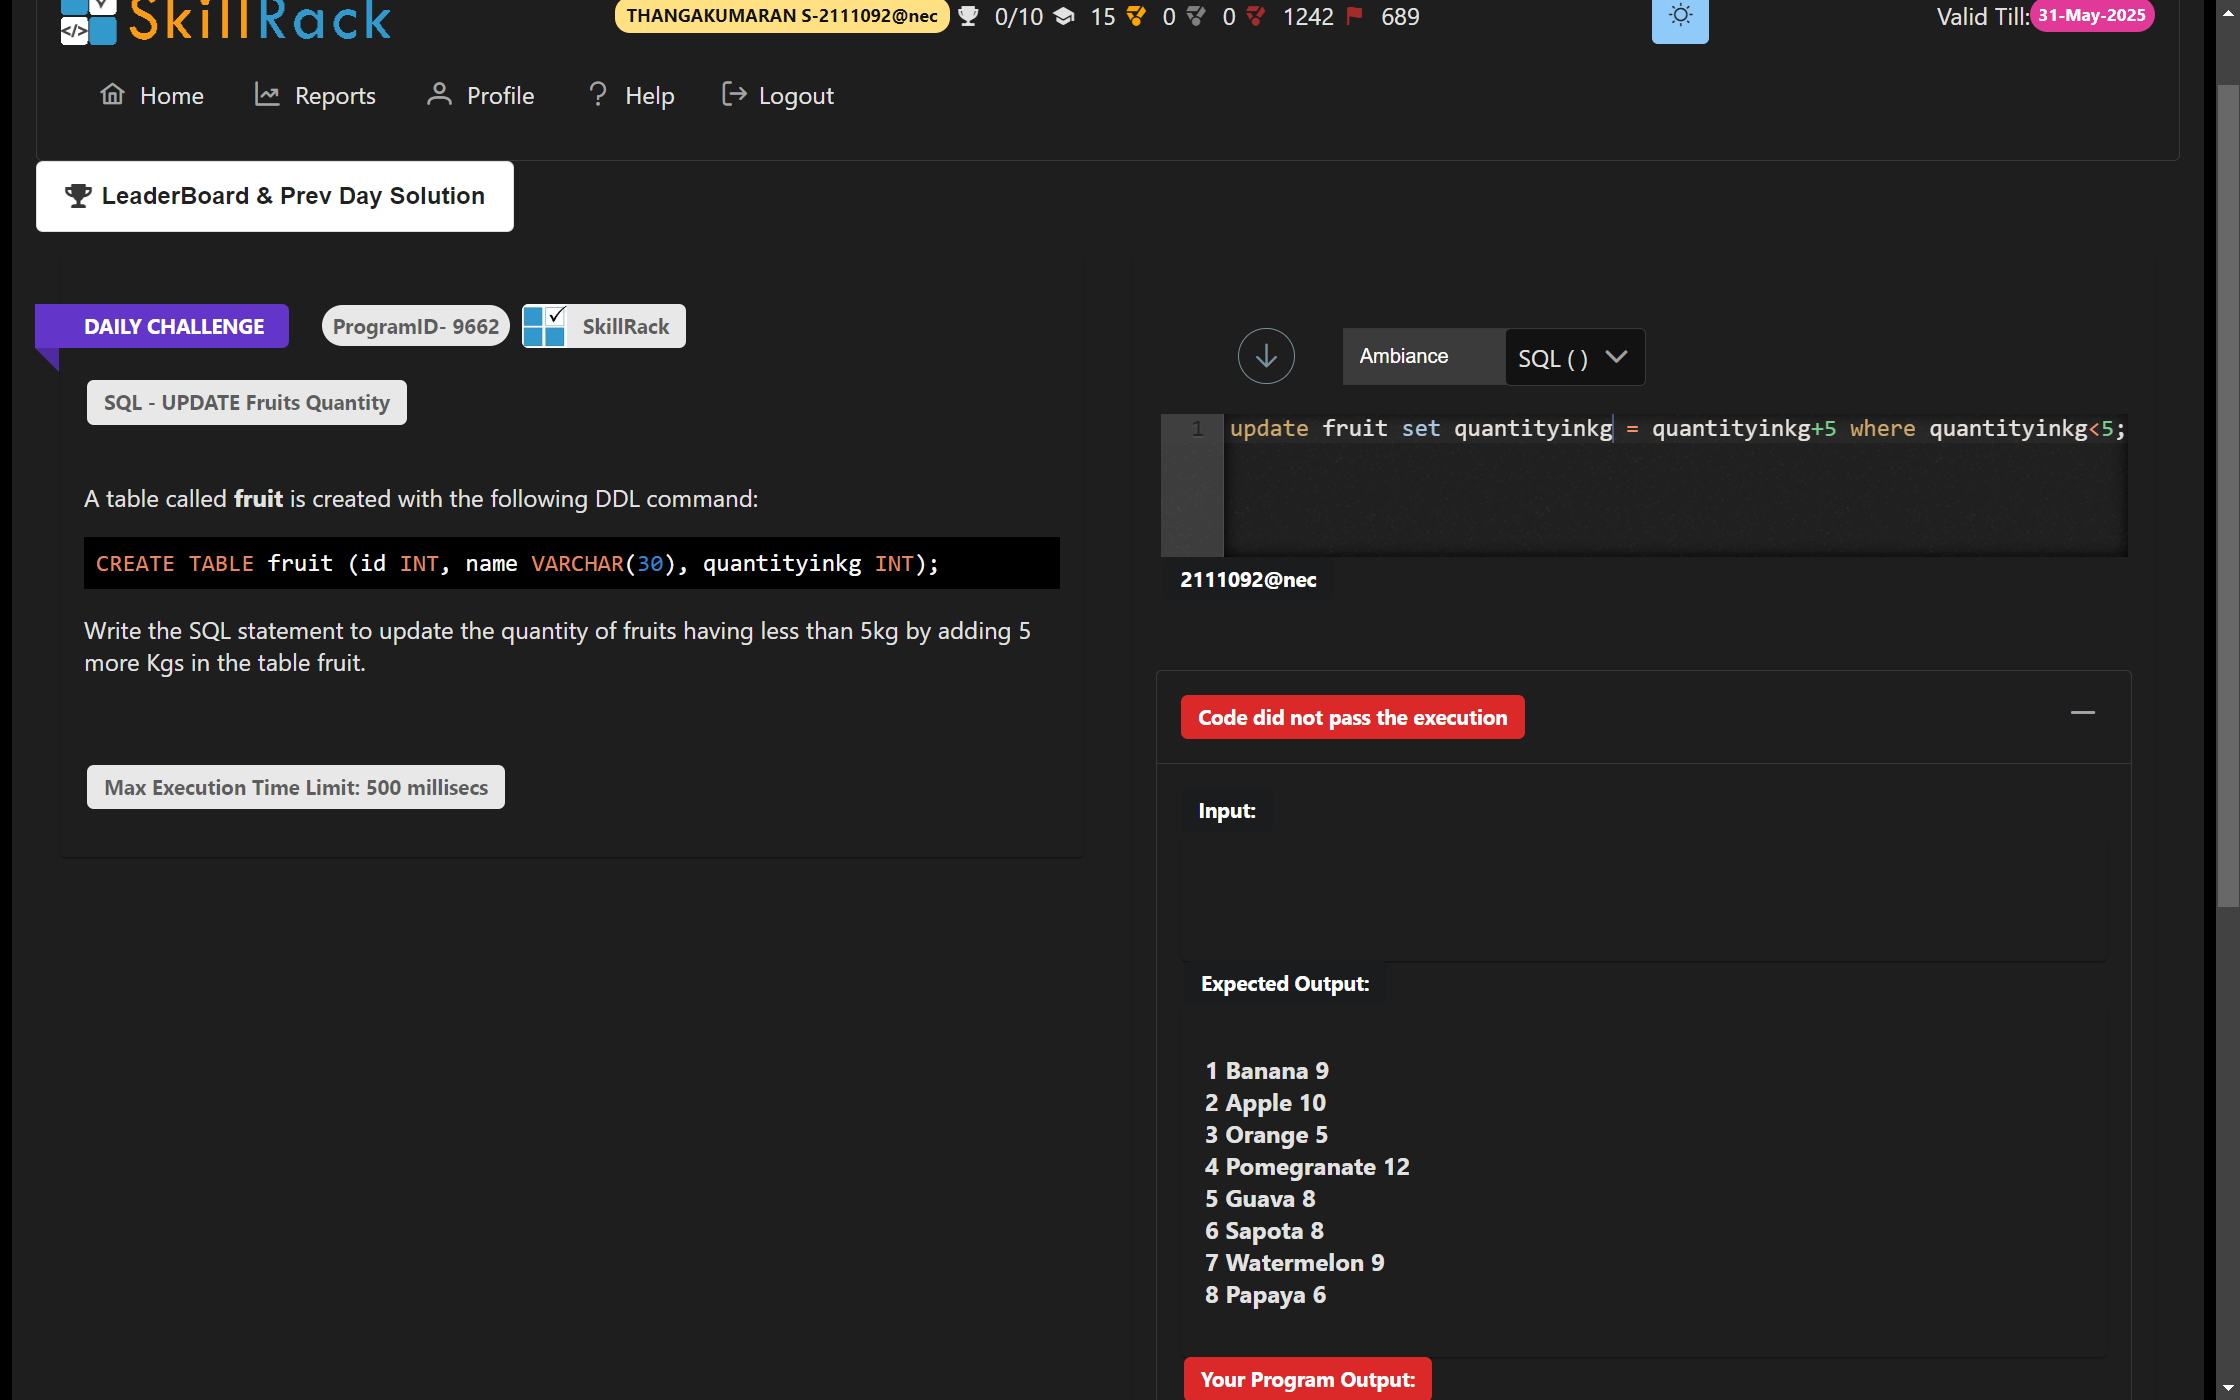 SkillRack
THANGAKUMARAN S-2111092@nec 0/10 15 0 0 1242 689
Valid Till: 31-May-2025
Home Reports Profile Help Logout
LeaderBoard & Prev Day Solution
DAILY CHALLENGE ProgramID- 9662 SkillRack
SQL - UPDATE Fruits Quantity
A table called fruit is created with the following DDL command:
CREATE TABLE fruit (id INT, name VARCHAR(30), quantityinkg INT);
Write the SQL statement to update the quantity of fruits having less than 5kg by adding 5
more Kgs in the table fruit.
Max Execution Time Limit: 500 millisecs
Ambiance SQL ( )
1 update fruit set quantityinkg = quantityinkg+5 where quantityinkg<5;
2111092@nec
Code did not pass the execution
Input:
Expected Output:
1 Banana 9
2 Apple 10
3 Orange 5
4 Pomegranate 12
5 Guava 8
6 Sapota 8
7 Watermelon 9
8 Papaya 6
Your Program Output: